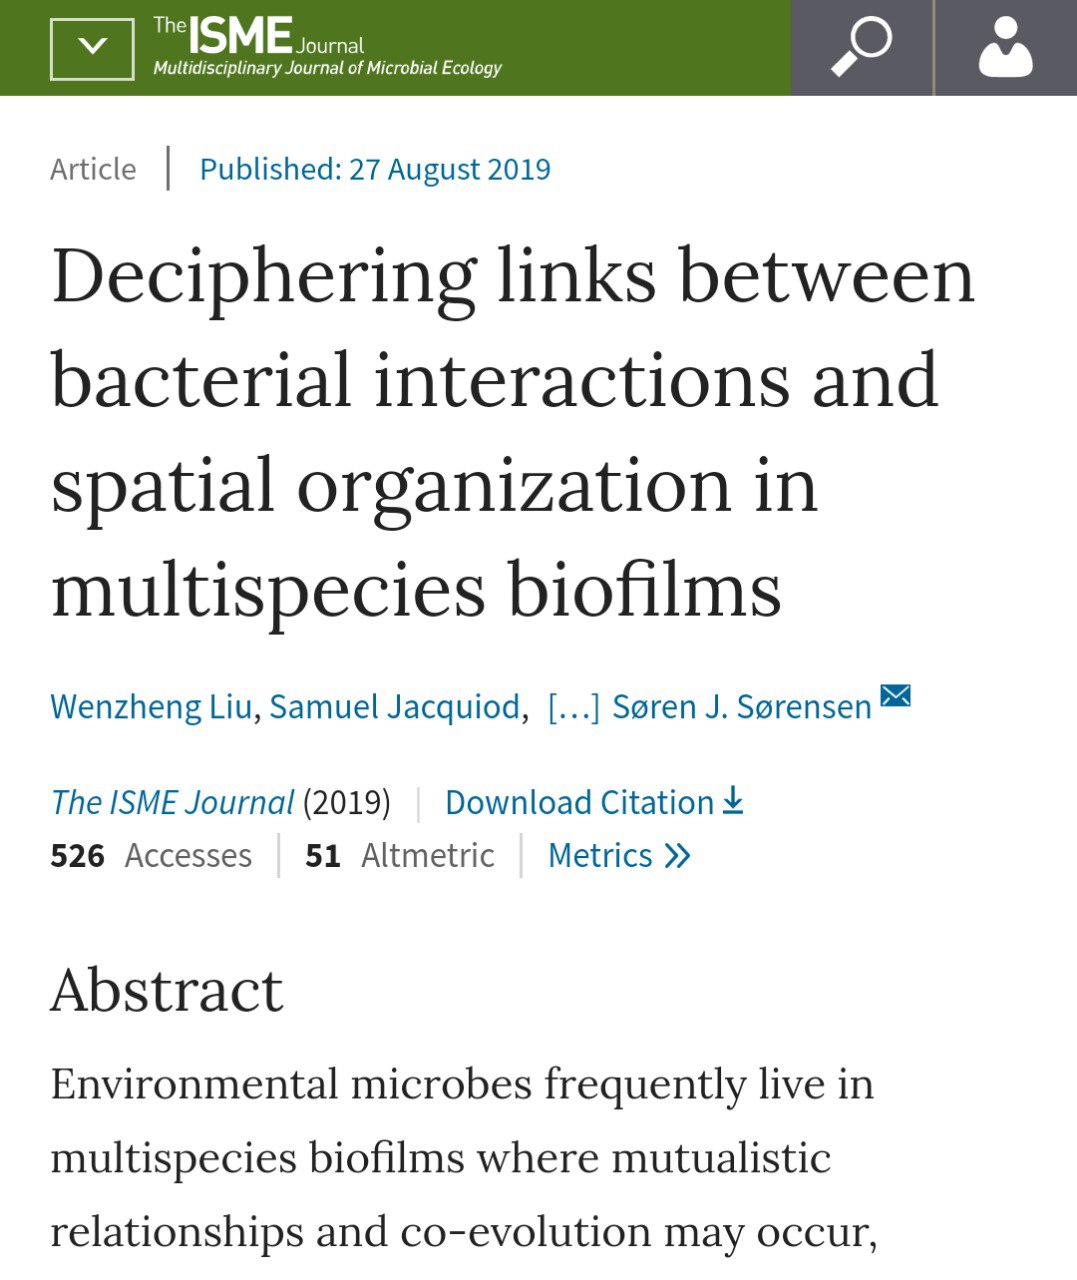 The ISME Journal
Multidisciplinary Journal of Microbial Ecology
Article | Published: 27 August 2019
Deciphering links between
bacterial interactions and
spatial organization in
multispecies biofilms
Wenzheng Liu, Samuel Jacquiod, […] Søren J. Sørensen
The ISME Journal (2019) | Download Citation
526 Accesses | 51 Altmetric | Metrics
Abstract
Environmental microbes frequently live in
multispecies biofilms where mutualistic
relationships and co-evolution may occur,